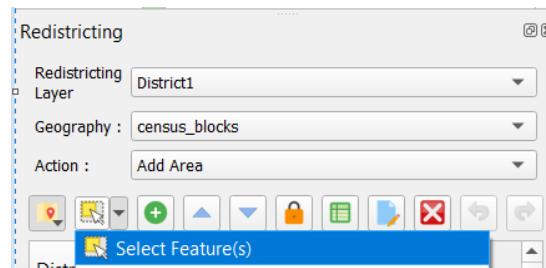 Redistricting
Redistricting Layer
District1
Geography :
census_blocks
Action :
Add Area
Select Feature(s)